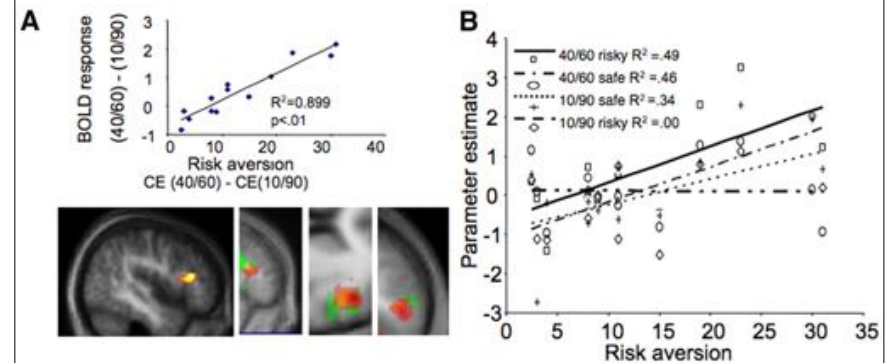 A
BOLD response
(40/60) - (10/90)
3
2
1
0
-1
R²=0.899
p<.01
0
10
20
30
40
Risk aversion
CE (40/60) - CE(10/90)
B
Parameter estimate
4
3
2
1
0
-1
-2
-3
40/60 risky R²=.49
40/60 safe R²=.46
10/90 safe R²=.34
10/90 risky R²=.00
0
5
10
15
20
25
30
35
Risk aversion